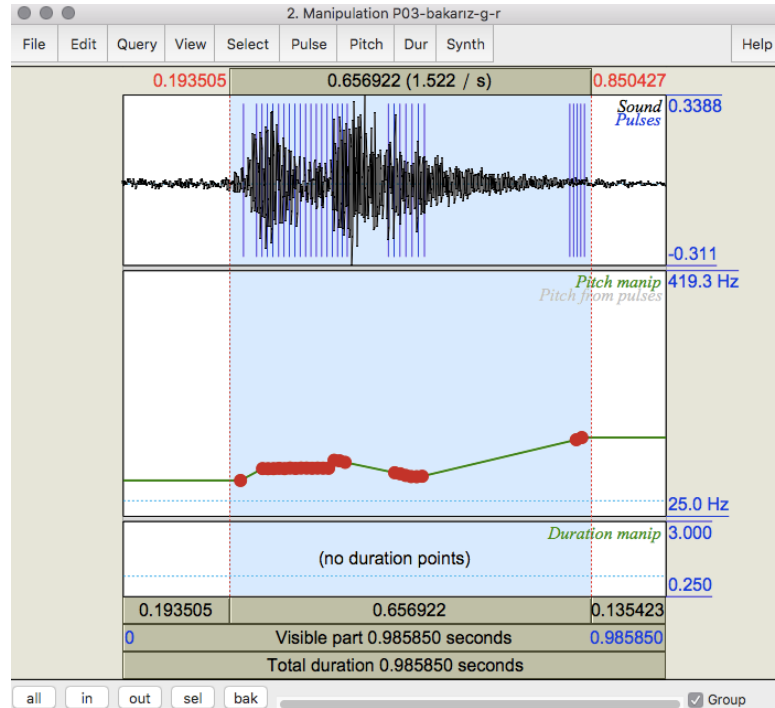 2. Manipulation P03-bakarız-g-r
File Edit Query View Select Pulse Pitch Dur Synth Help
0.193505 0.656922 (1.522 / s) 0.850427
Sound 0.3388
Pulses
-0.311
Pitch manip 419.3 Hz
Pitch from pulses
25.0 Hz
Duration manip 3.000
(no duration points)
0.250
0.193505 0.656922 0.135423
0 Visible part 0.985850 seconds 0.985850
Total duration 0.985850 seconds
all in out sel bak Group